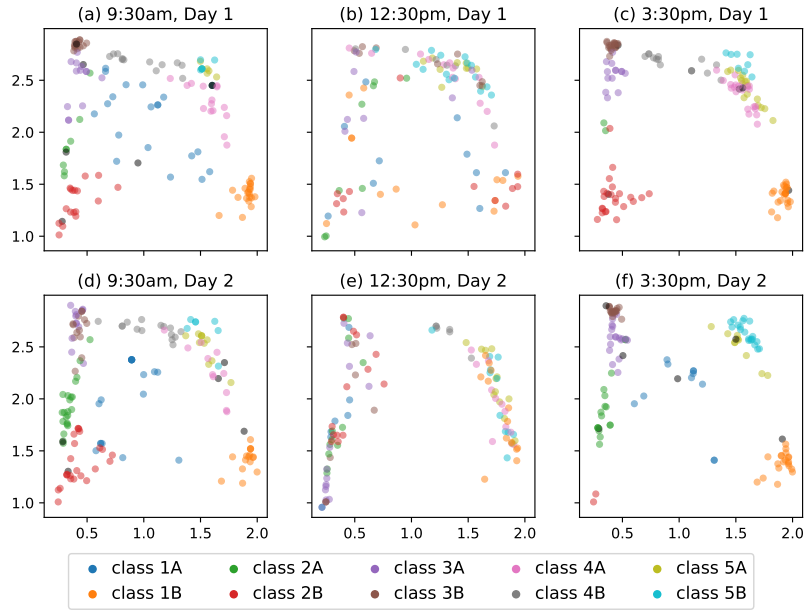 (a) 9:30am, Day 1
(b) 12:30pm, Day 1
(c) 3:30pm, Day 1
2.5
2.0
1.5
1.0
(d) 9:30am, Day 2
(e) 12:30pm, Day 2
(f) 3:30pm, Day 2
2.5
2.0
1.5
1.0
0.5 1.0 1.5 2.0
0.5 1.0 1.5 2.0
0.5 1.0 1.5 2.0
class 1A class 2A class 3A class 4A class 5A
class 1B class 2B class 3B class 4B class 5B